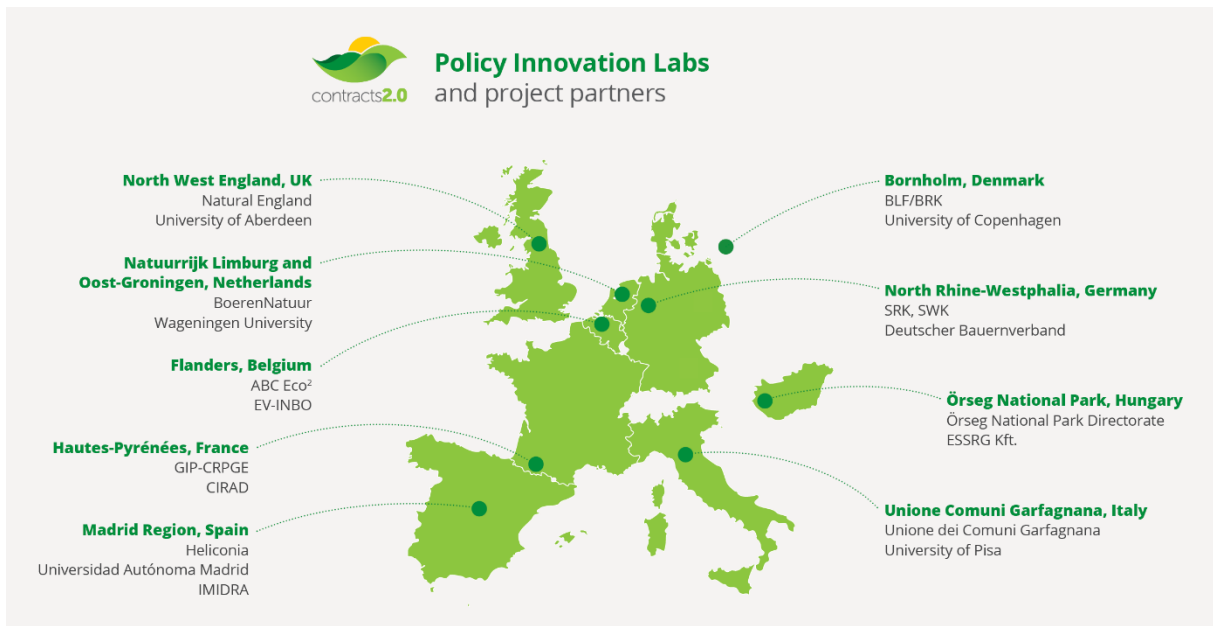 contracts2.0
Policy Innovation Labs
and project partners
North West England, UK
Natural England
University of Aberdeen
Natuurrijk Limburg and
Oost-Groningen, Netherlands
BoerenNatuur
Wageningen University
Flanders, Belgium
ABC Eco²
EV-INBO
Hautes-Pyrénées, France
GIP-CRPGE
CIRAD
Madrid Region, Spain
Heliconia
Universidad Autónoma Madrid
IMIDRA
Bornholm, Denmark
BLF/BRK
University of Copenhagen
North Rhine-Westphalia, Germany
SRK, SWK
Deutscher Bauernverband
Örseg National Park, Hungary
Örseg National Park Directorate
ESSRG Kft.
Unione Comuni Garfagnana, Italy
Unione dei Comuni Garfagnana
University of Pisa